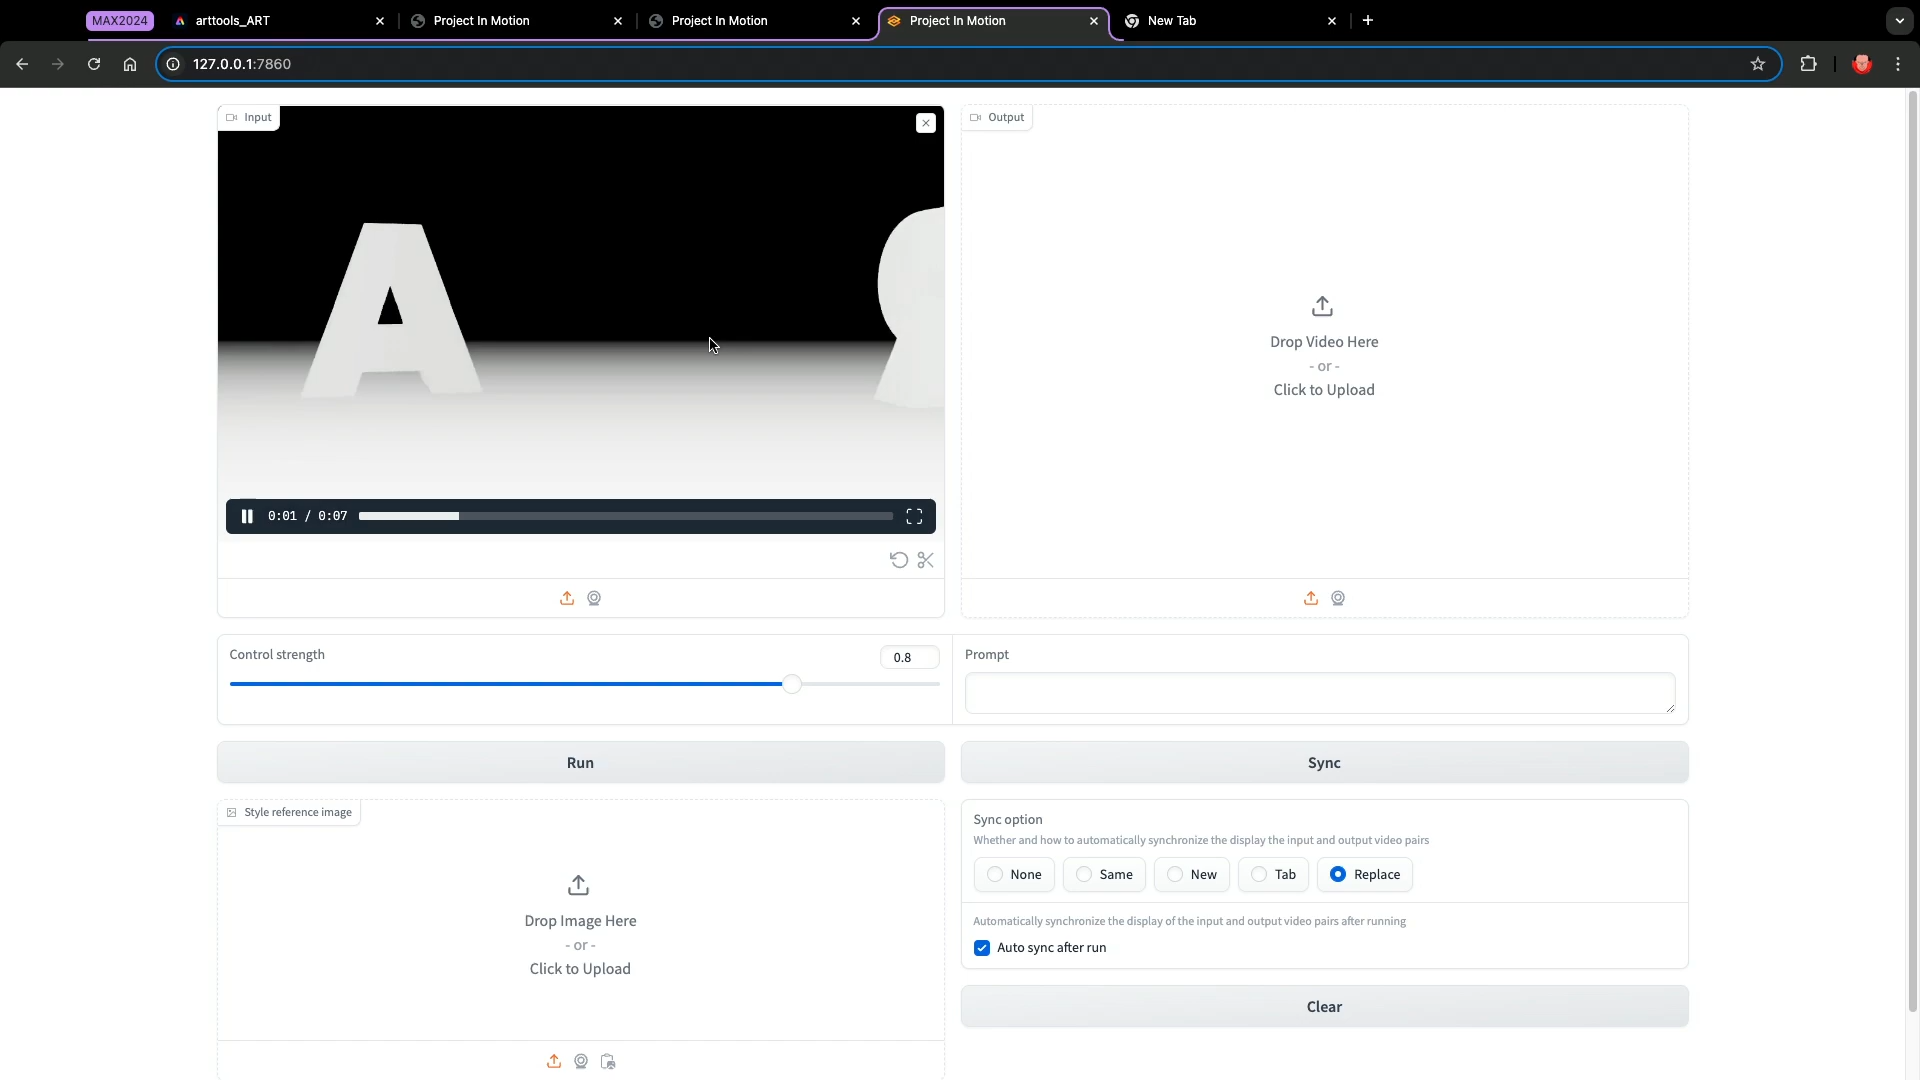 MAX2024
arttools_ART
Project In Motion
Project In Motion
Project In Motion
New Tab
127.0.0.1:7860
Input
A
0:01 / 0:07
Output
Drop Video Here
- or -
Click to Upload
Control strength
0.8
Prompt
Run
Sync
Style reference image
Drop Image Here
- or -
Click to Upload
Sync option
Whether and how to automatically synchronize the display the input and output video pairs
None
Same
New
Tab
Replace
Automatically synchronize the display of the input and output video pairs after running
Auto sync after run
Clear